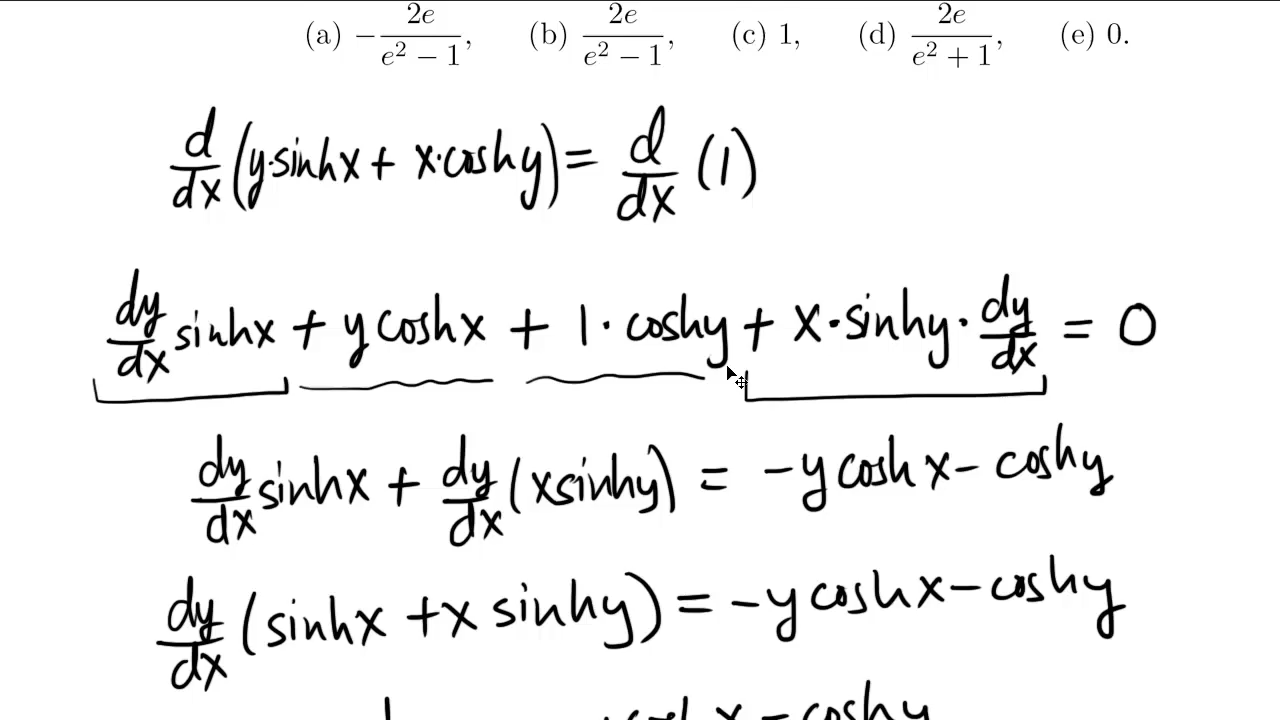 (a) −2e/(e² − 1), (b) 2e/(e² − 1), (c) 1, (d) 2e/(e² + 1), (e) 0.
d/dx (y·sinhx + x·coshy) = d/dx (1)
dy/dx sinhx + y coshx + 1 · coshy + x·sinhy · dy/dx = 0
dy/dx sinhx + dy/dx (xsinhy) = −y coshx − coshy
dy/dx (sinhx + x sinhy) = −y coshx − coshy